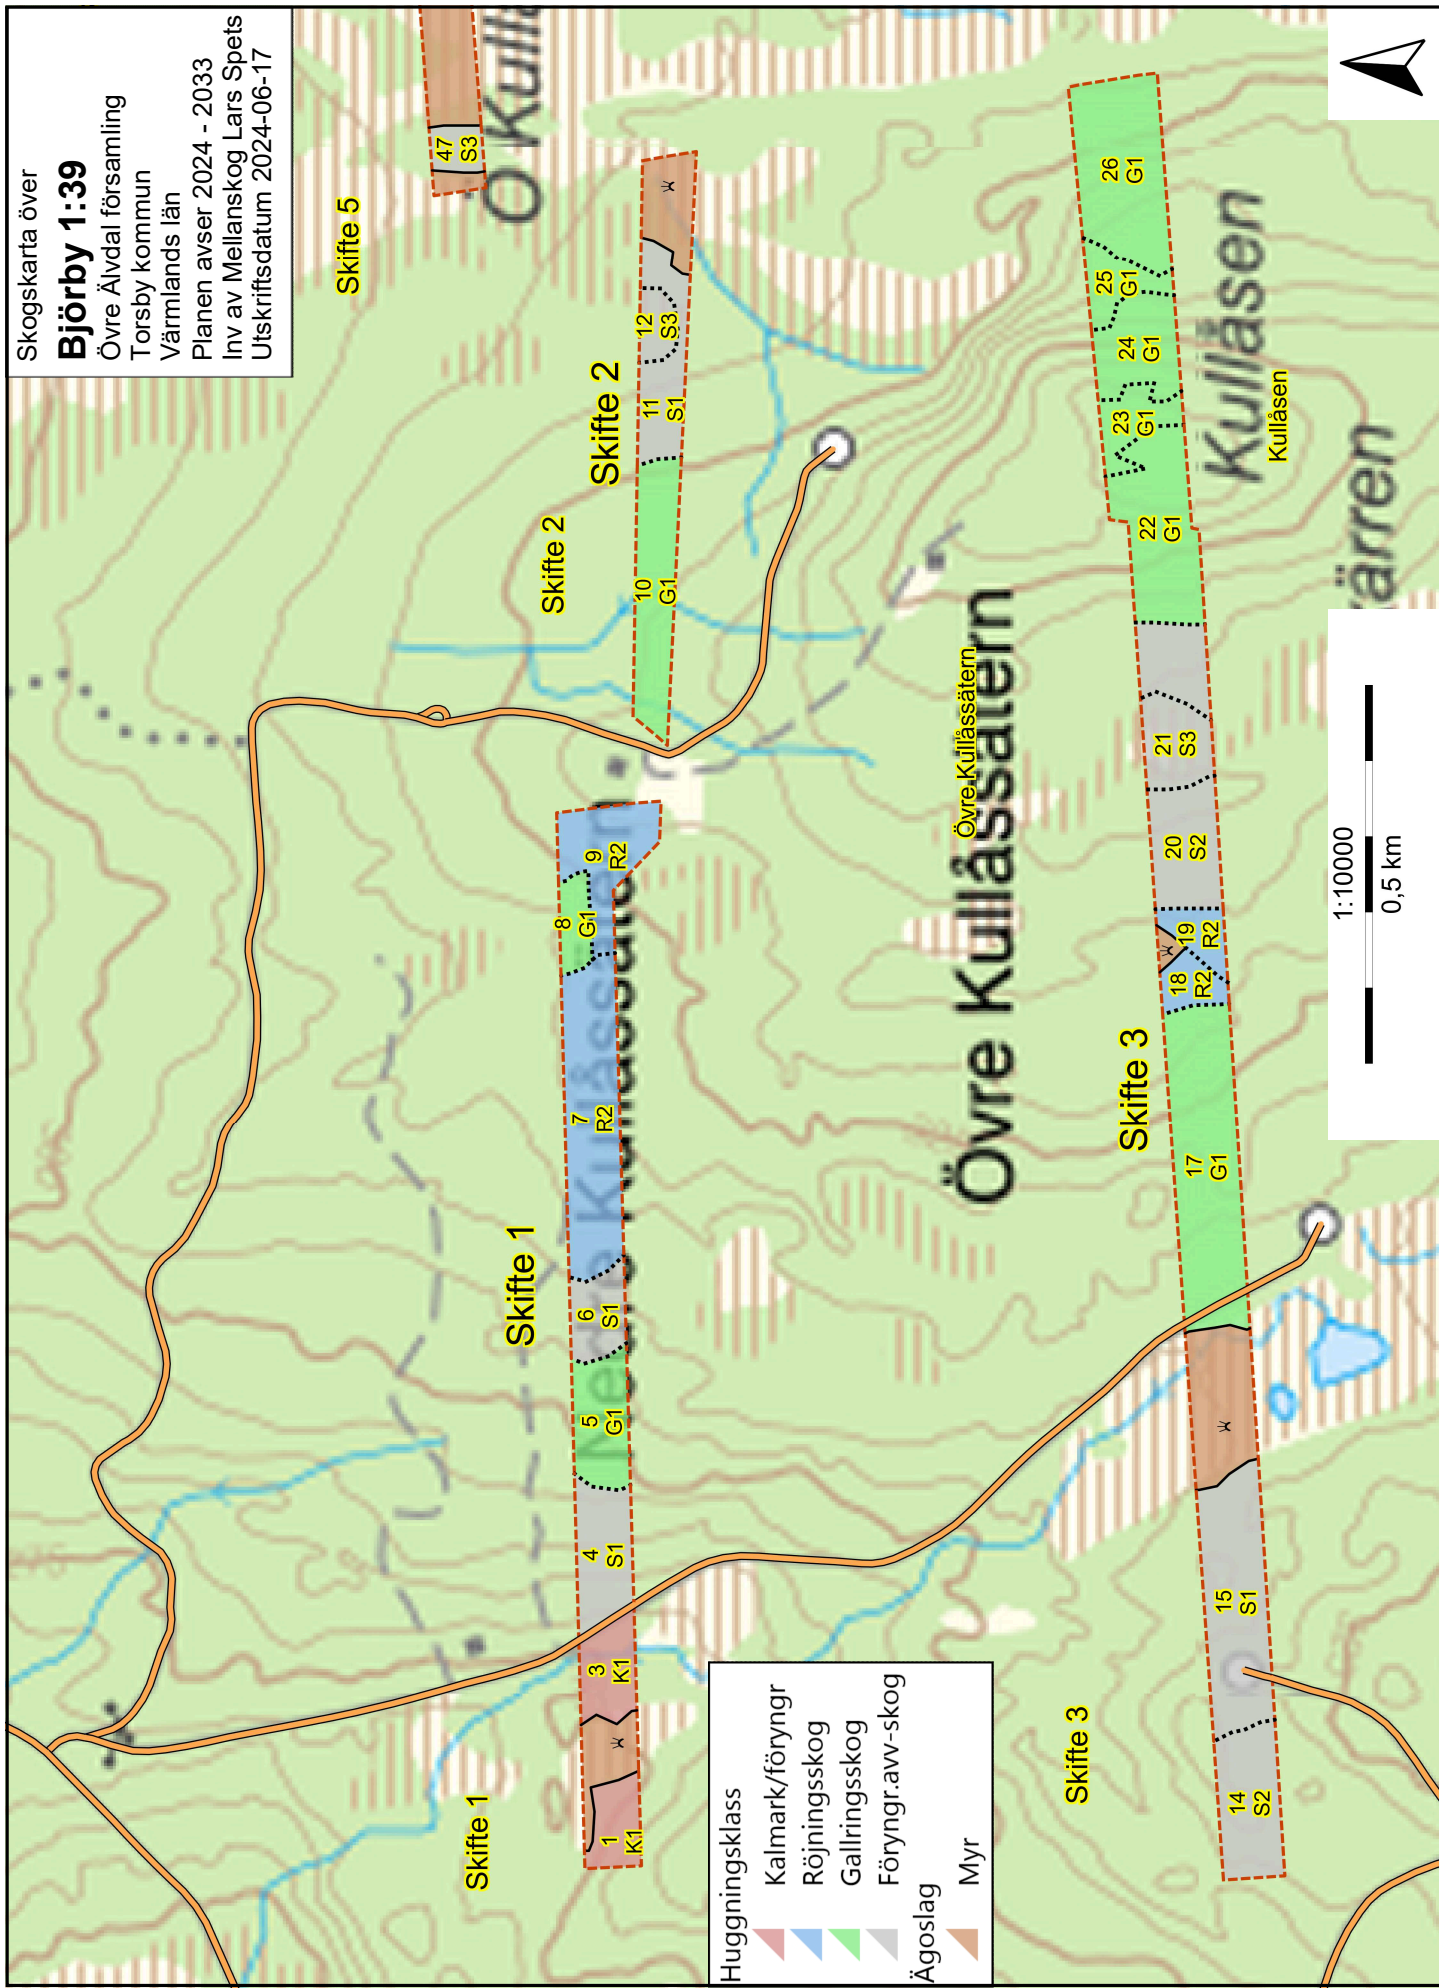 Skogskarta över
Björby 1:39
Övre Älvdal församling
Torsby kommun
Värmlands län
Planen avser 2024 - 2033
Inv av Mellanskog Lars Spets
Utskriftsdatum 2024-06-17
Skifte 5
47
S3
Ö Kullå
Skifte 1
Skifte 1
1
K1
3
K1
4
S1
5
G1
6
S1
7
R2
8
G1
9
R2
Nedre Kullåssätern
Skifte 2
Skifte 2
10
G1
11
S1
12
S3
Övre Kullåssätern
Övre Kullåssätern
Skifte 3
Skifte 3
14
S2
15
S1
17
G1
18
R2
19
R2
20
S2
21
S3
22
G1
23
G1
24
G1
25
G1
26
G1
Kullåsen
Kullåsen
ärren
Huggningsklass
Kalmark/föryngr
Röjningsskog
Gallringsskog
Föryngr.avv-skog
Ägoslag
Myr
1:10000
0,5 km